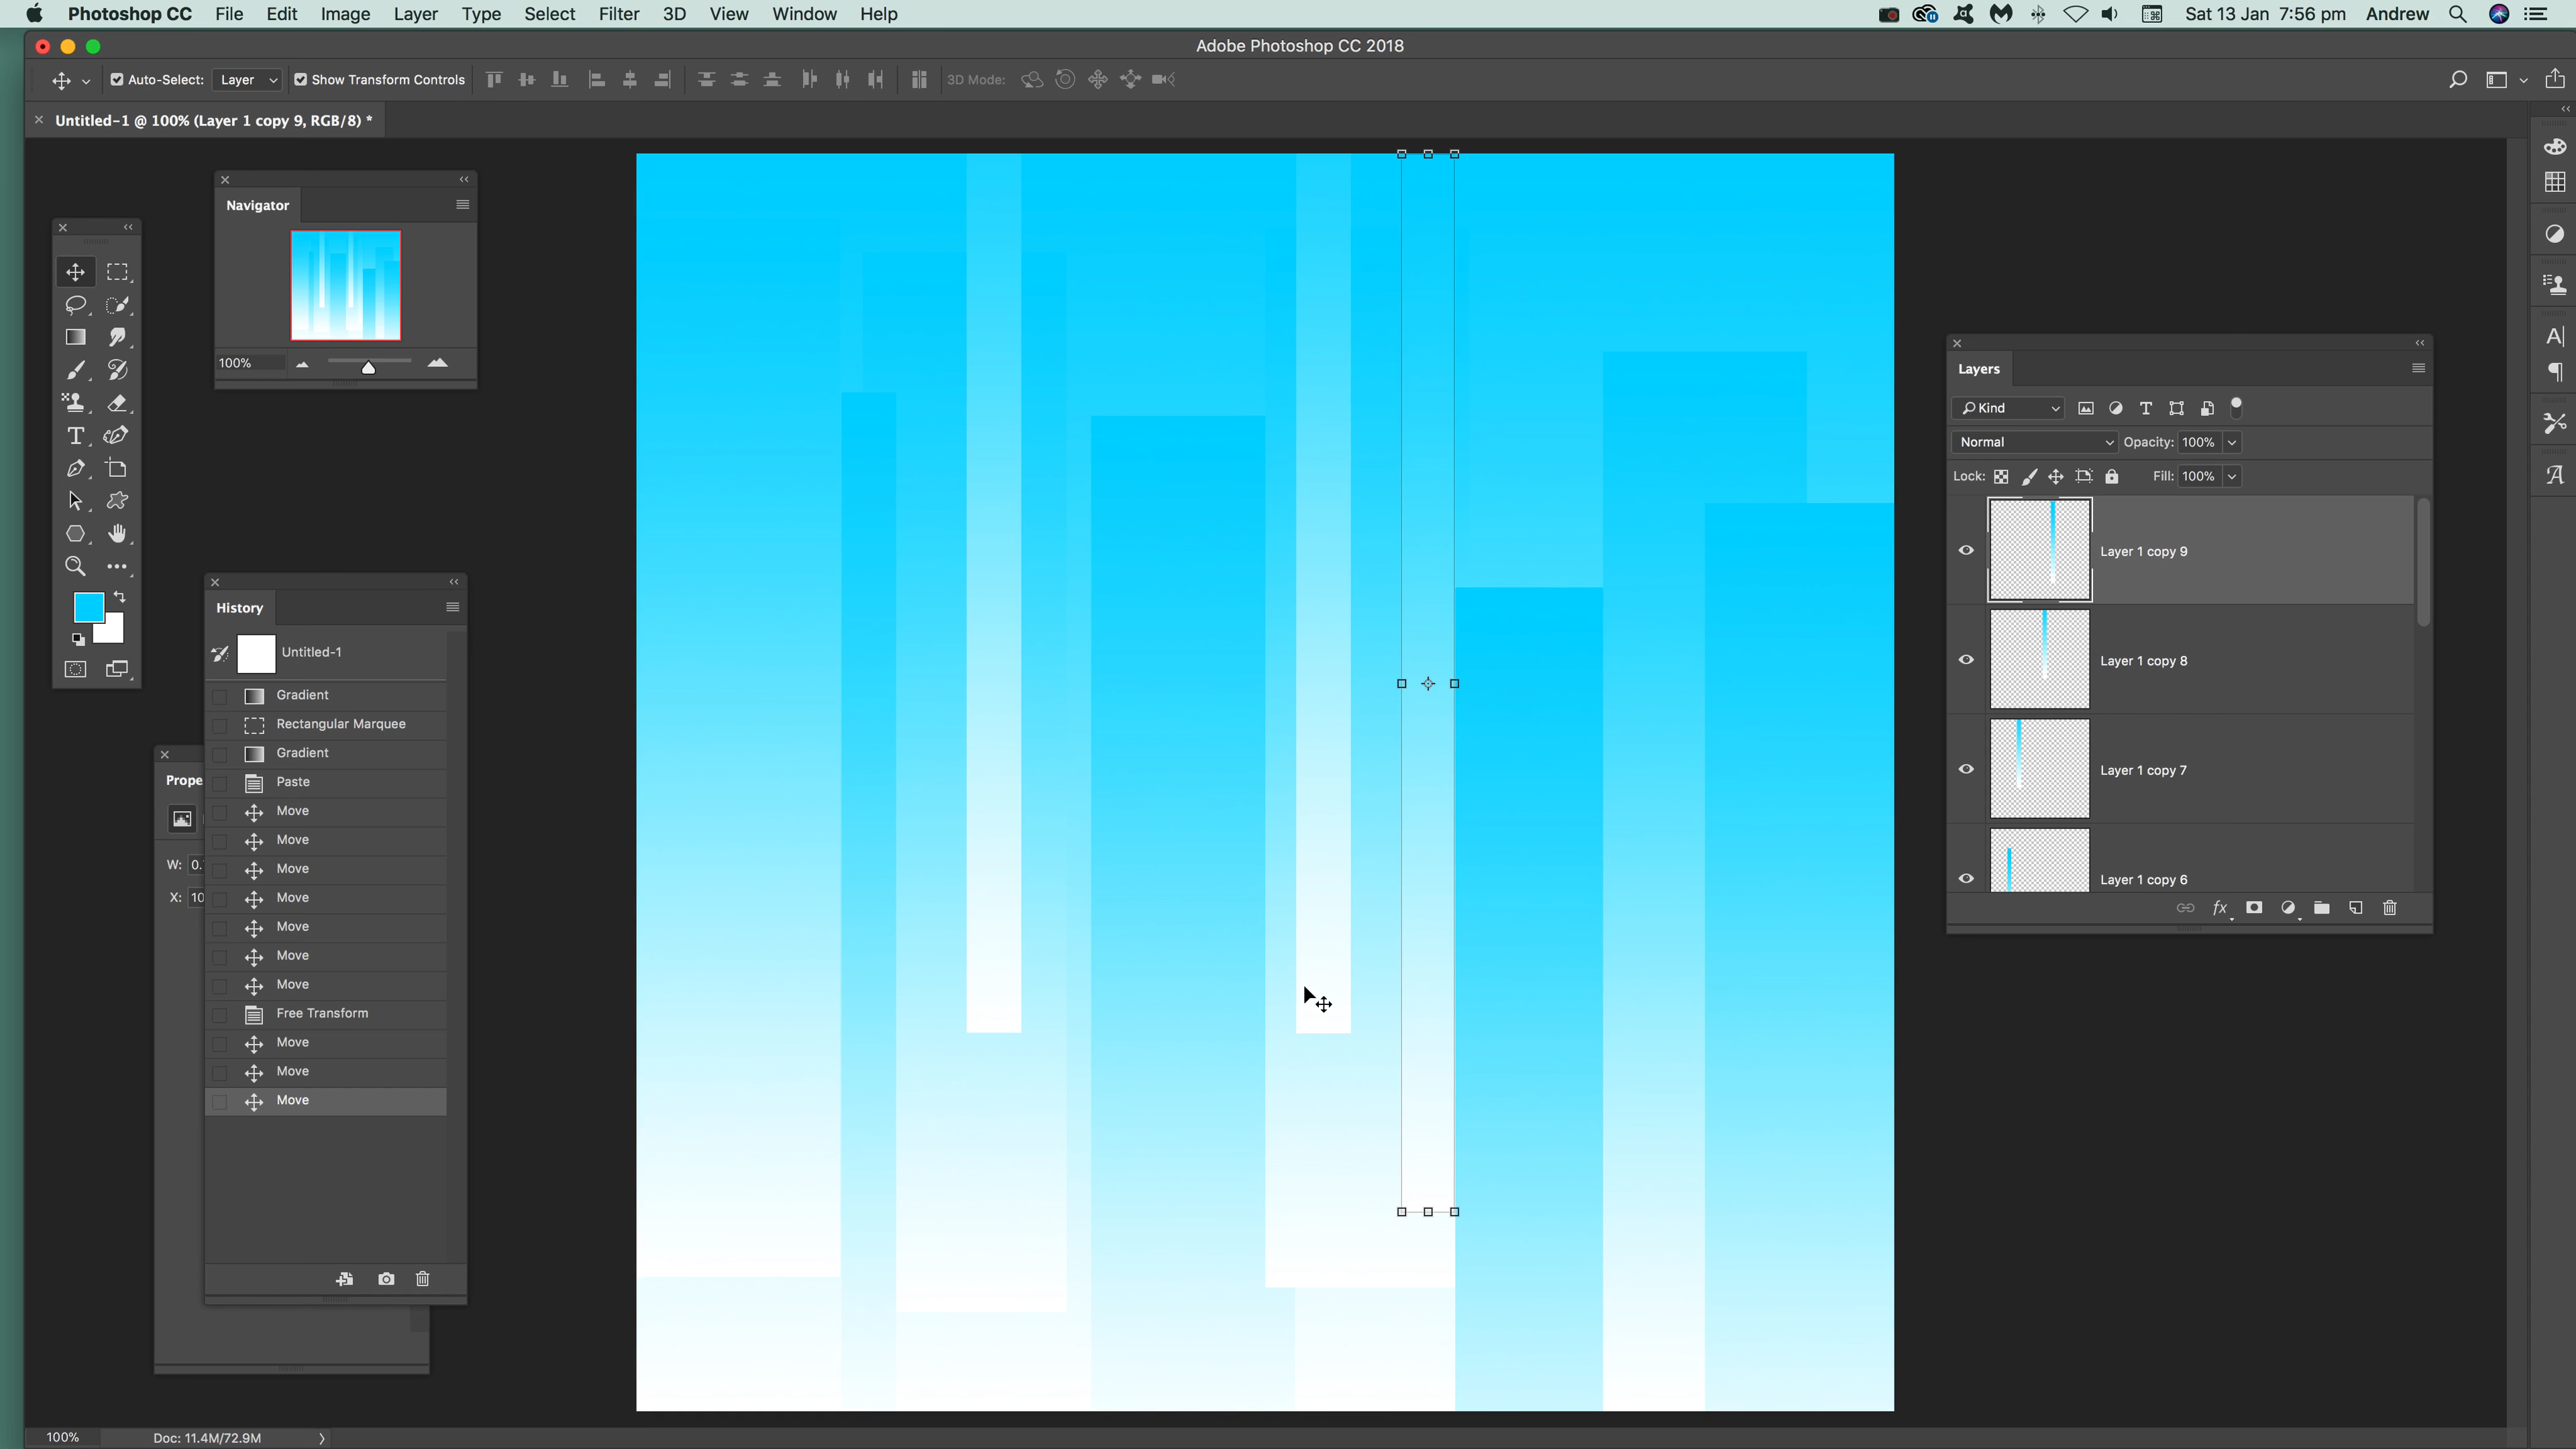 Photoshop CC File Edit Image Layer Type Select Filter 3D View Window Help Sat 13 Jan 7:56 pm Andrew
Adobe Photoshop CC 2018
Auto-Select: Layer Show Transform Controls 3D Mode:
Untitled-1 @ 100% (Layer 1 copy 9, RGB/8) *
Navigator
100%
History
Untitled-1
Gradient
Rectangular Marquee
Gradient
Paste
Move
Move
Move
Move
Move
Move
Move
Free Transform
Move
Move
Move
Prope
W: 0.
X: 10
Layers
Kind
Normal Opacity: 100%
Lock: Fill: 100%
Layer 1 copy 9
Layer 1 copy 8
Layer 1 copy 7
Layer 1 copy 6
fx
100% Doc: 11.4M/72.9M